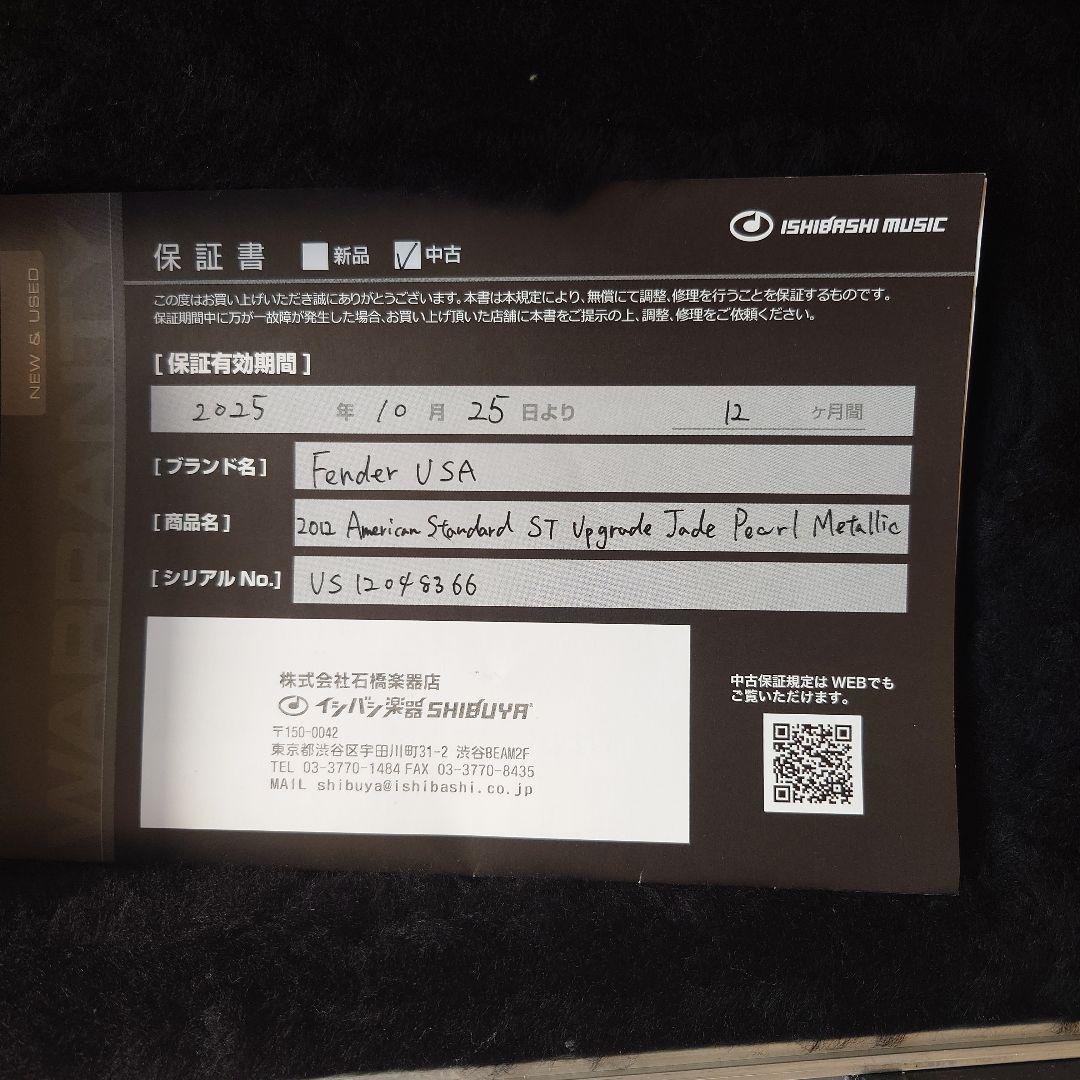 NEW & USED
ISHIBASHI MUSIC
保証書 新品 中古
この度はお買い上げいただき誠にありがとうございます。本書は本規定により、無償にて調整、修理を行うことを保証するものです。
保証期間中に万が一故障が発生した場合、お買い上げ頂いた店舗に本書をご提示の上、調整、修理をご依頼ください。
[ 保証有効期間 ]
2025 年 10 月 25 日より 12 ヶ月間
[ ブランド名 ] Fender USA
[ 商品名 ] 2012 American Standard ST Upgrade Jade Pearl Metallic
[ シリアル No.] US 12048366
株式会社石橋楽器店
イシバシ楽器 SHIBUYA
〒150-0042
東京都渋谷区宇田川町31-2 渋谷BEAM2F
TEL 03-3770-1484 FAX 03-3770-8435
MAIL shibuya@ishibashi.co.jp
中古保証規定は WEBでも
ご覧いただけます。